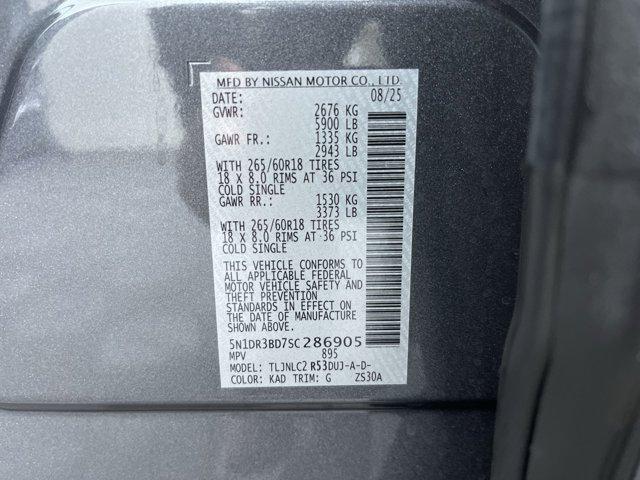 MFD BY NISSAN MOTOR CO., LTD.
DATE: 08/25
GVWR: 2676 KG
5900 LB
GAWR FR.: 1335 KG
2943 LB
WITH 265/60R18 TIRES
18 X 8.0 RIMS AT 36 PSI
COLD SINGLE
GAWR RR.: 1530 KG
3373 LB
WITH 265/60R18 TIRES
18 X 8.0 RIMS AT 36 PSI
COLD SINGLE
THIS VEHICLE CONFORMS TO
ALL APPLICABLE FEDERAL
MOTOR VEHICLE SAFETY AND
THEFT PREVENTION
STANDARDS IN EFFECT ON
THE DATE OF MANUFACTURE
SHOWN ABOVE.
5N1DR3BD7SC286905
MPV 895
MODEL: TLJNLC2 R53DUJ-A-D-
COLOR: KAD TRIM: G ZS30A